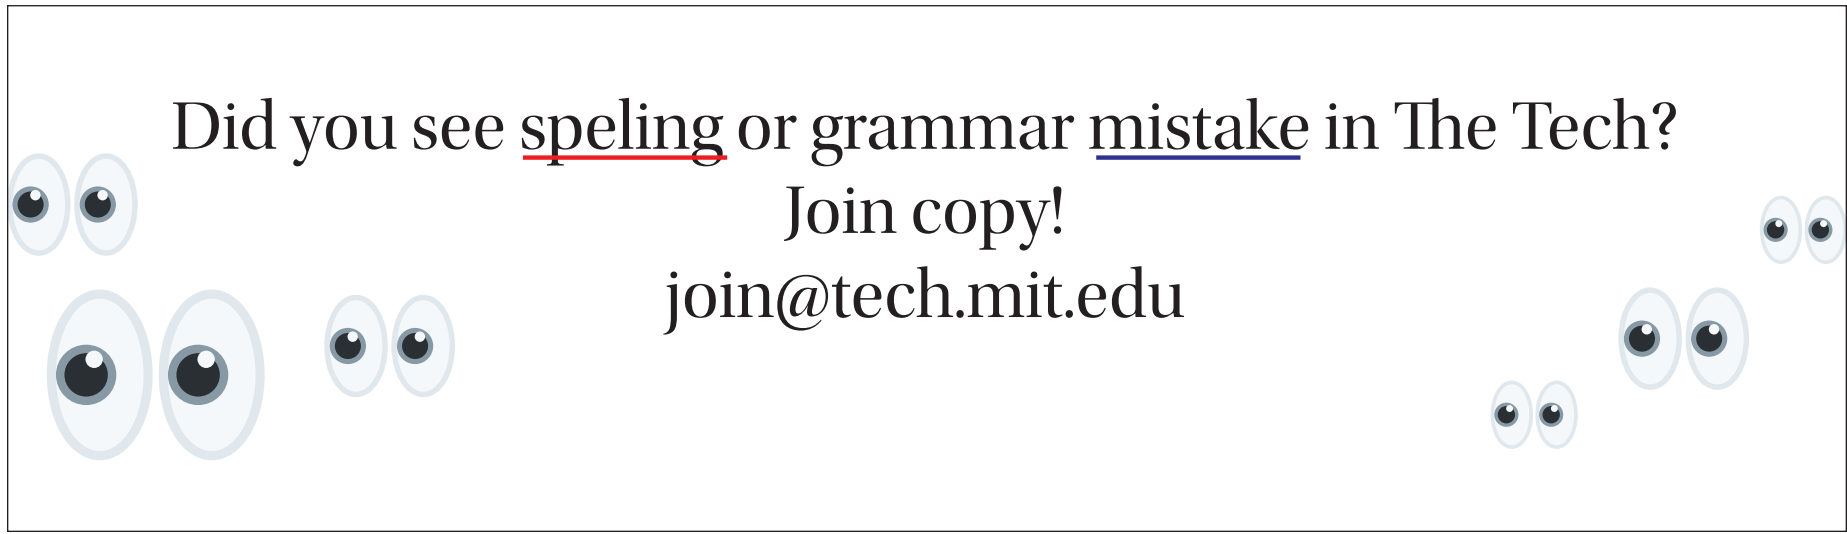 Did you see speling or grammar mistake in The Tech?
Join copy!
join@tech.mit.edu